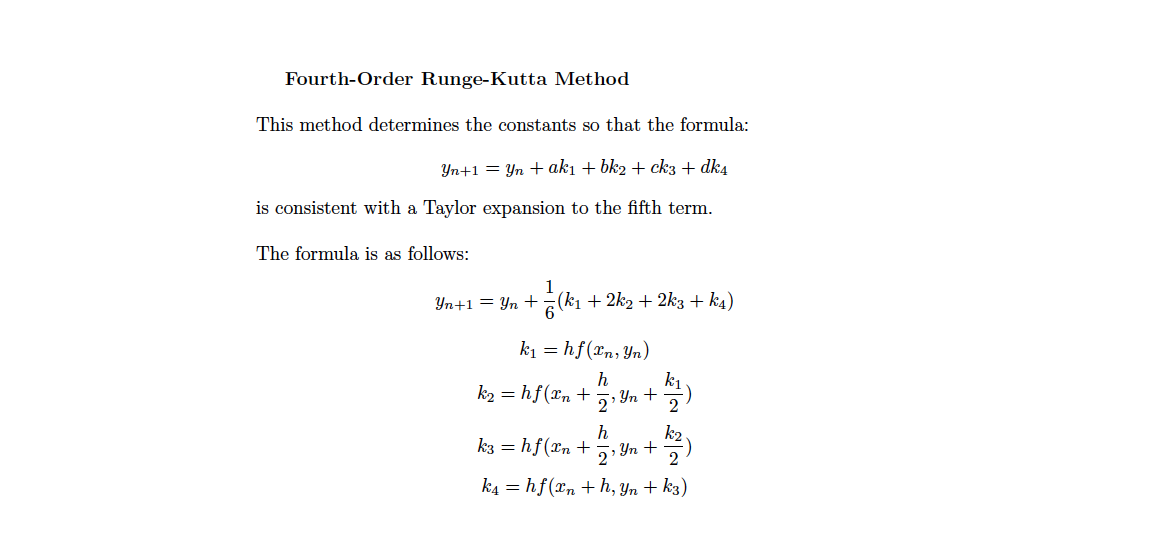 Fourth-Order Runge-Kutta Method
This method determines the constants so that the formula:
y_{n+1} = y_n + ak_1 + bk_2 + ck_3 + dk_4
is consistent with a Taylor expansion to the fifth term.
The formula is as follows:
y_{n+1} = y_n + \frac{1}{6}(k_1 + 2k_2 + 2k_3 + k_4)
k_1 = hf(x_n, y_n)
k_2 = hf(x_n + \frac{h}{2}, y_n + \frac{k_1}{2})
k_3 = hf(x_n + \frac{h}{2}, y_n + \frac{k_2}{2})
k_4 = hf(x_n + h, y_n + k_3)